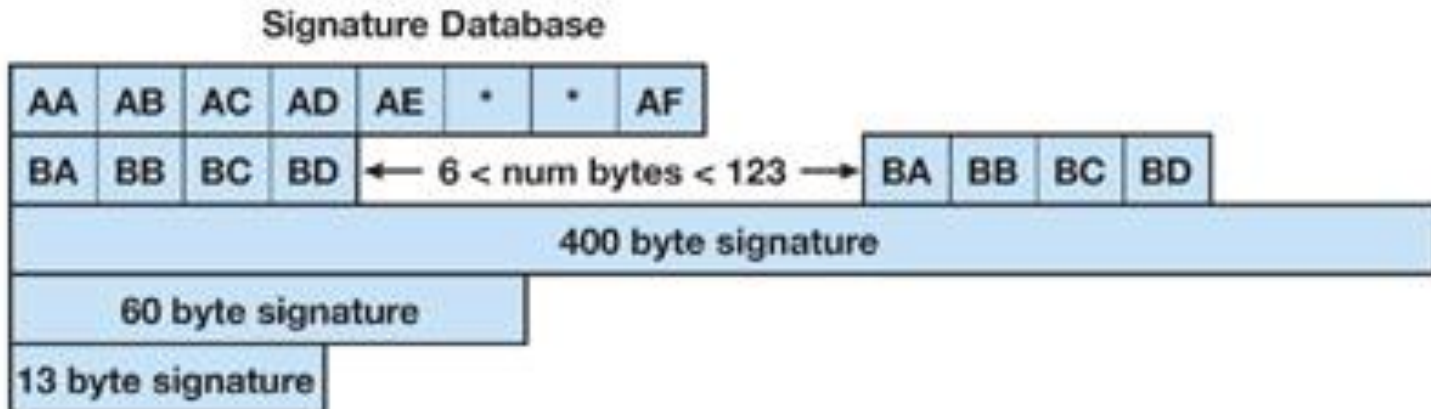 Signature Database
AA AB AC AD AE * * AF
BA BB BC BD 6 < num bytes < 123 BA BB BC BD
400 byte signature
60 byte signature
13 byte signature